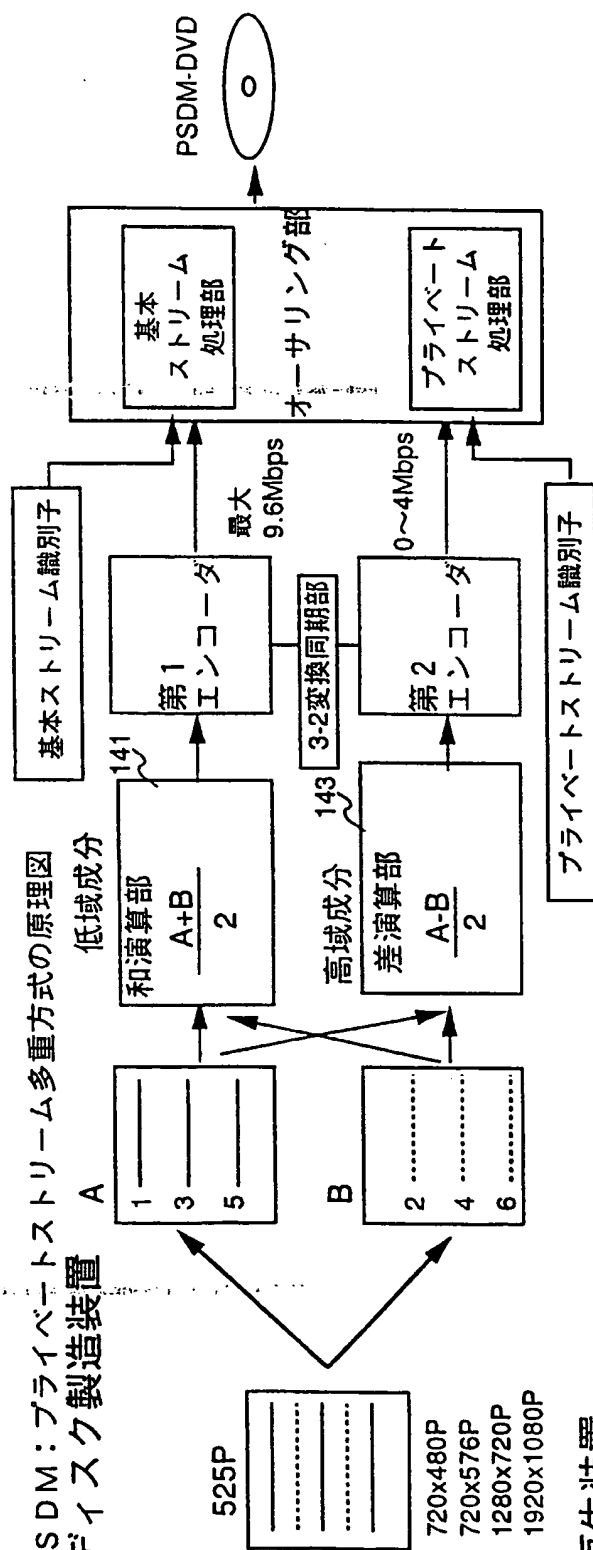 SDM：プライベートストリーム多重方式の原理図
ディスク製造装置
525P
720x480P
720x576P
1280x720P
1920x1080P
A
1
3
5
B
2
4
6
低域成分
141
和演算部
A+B
2
高域成分
143
差演算部
A-B
2
基本ストリーム識別子
第1
エンコーダ
3-2変換同期部
第2
エンコーダ
プライベートストリーム識別子
最大
9.6Mbps
0～4Mbps
基本
ストリーム
処理部
オーサリング部
プライベート
ストリーム
処理部
PSDM-DVD